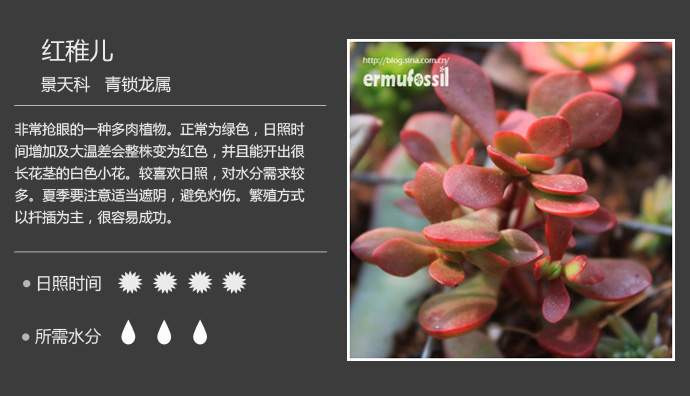 红稚儿
景天科 青锁龙属
非常抢眼的一种多肉植物。正常为绿色，日照时
间增加及大温差会整株变为红色，并且能开出很
长花茎的白色小花。较喜欢日照，对水分需求较
多。夏季要注意适当遮阴，避免灼伤。繁殖方式
以扦插为主，很容易成功。
日照时间
所需水分
http://blog.sina.com.cn/
ermufossil